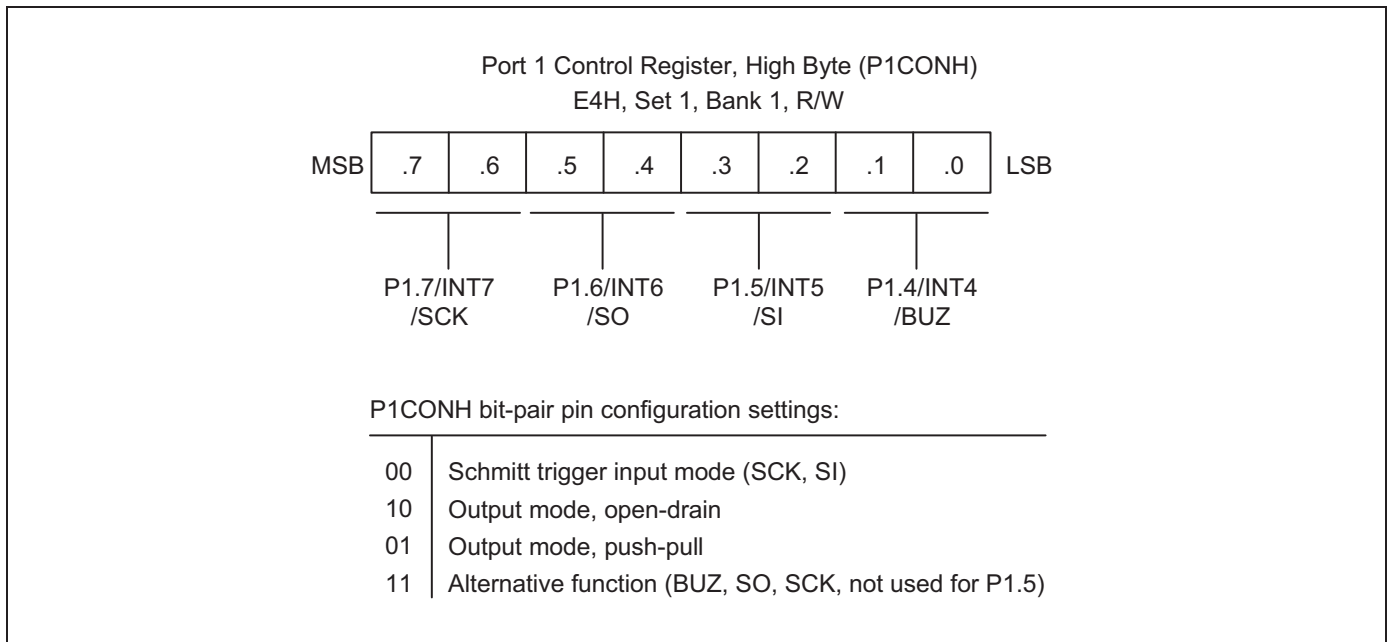 Port 1 Control Register, High Byte (P1CONH)
E4H, Set 1, Bank 1, R/W
MSB .7 .6 .5 .4 .3 .2 .1 .0 LSB
P1.7/INT7 P1.6/INT6 P1.5/INT5 P1.4/INT4
/SCK /SO /SI /BUZ
P1CONH bit-pair pin configuration settings:
00 Schmitt trigger input mode (SCK, SI)
10 Output mode, open-drain
01 Output mode, push-pull
11 Alternative function (BUZ, SO, SCK, not used for P1.5)